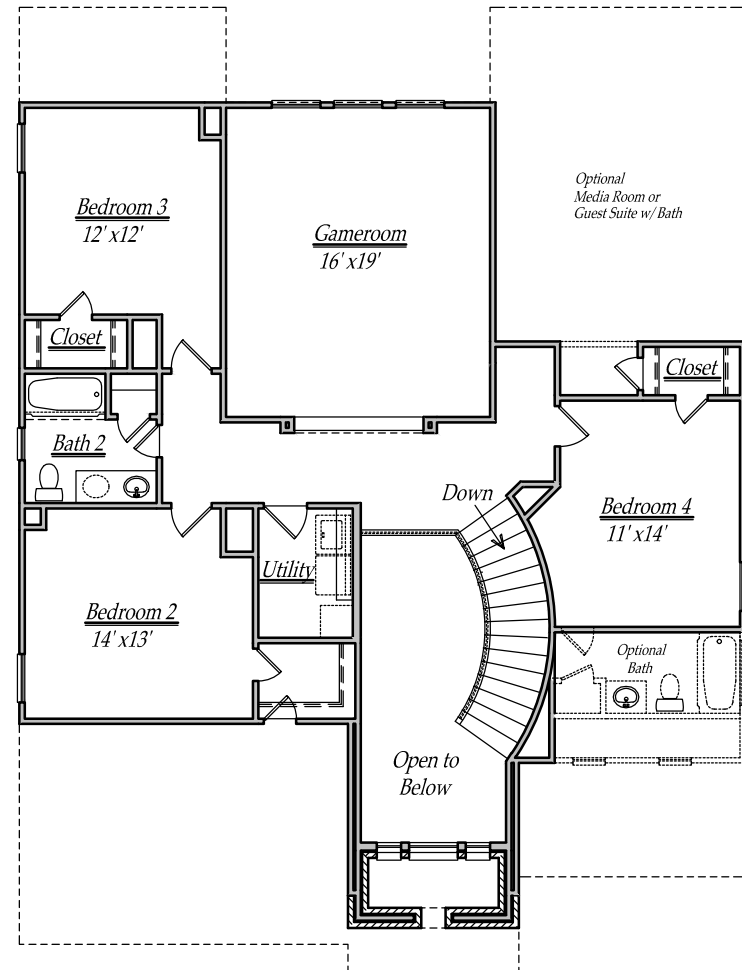 Optional
Media Room or
Guest Suite w/ Bath
Bedroom 3
12' x12'
Gameroom
16' x19'
Closet
Closet
Bath 2
Down
Bedroom 4
11' x14'
Utility
Bedroom 2
14' x13'
Optional
Bath
Open to
Below